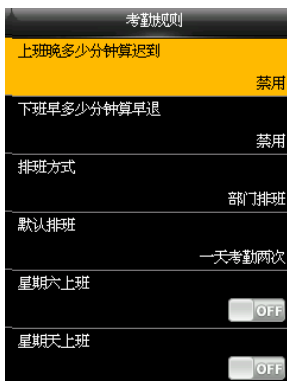 考勤规则
上班晚多少分钟算迟到
禁用
下班早多少分钟算早退
禁用
排班方式
部门排班
默认排班
一天考勤两次
星期六上班
OFF
星期天上班
OFF